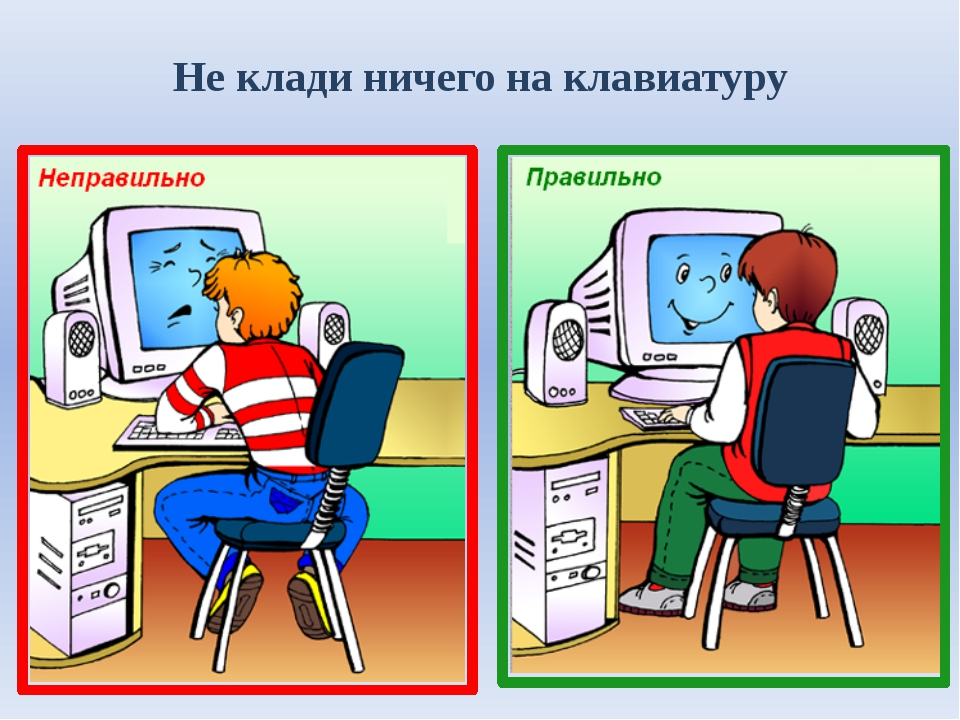 Не клади ничего на клавиатуру
Неправильно
Правильно